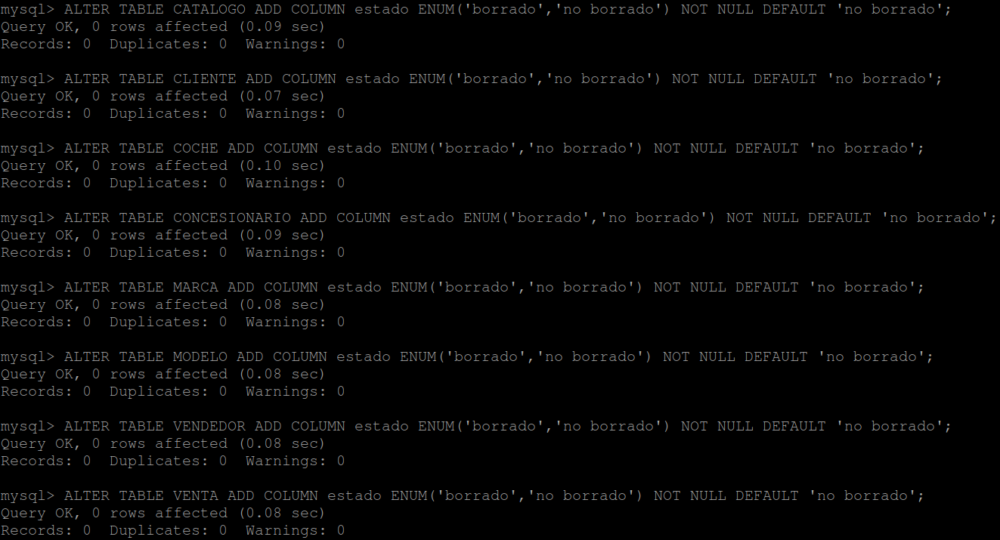 mysql> ALTER TABLE CATALOGO ADD COLUMN estado ENUM('borrado','no borrado') NOT NULL DEFAULT 'no borrado';
Query OK, 0 rows affected (0.09 sec)
Records: 0  Duplicates: 0  Warnings: 0

mysql> ALTER TABLE CLIENTE ADD COLUMN estado ENUM('borrado','no borrado') NOT NULL DEFAULT 'no borrado';
Query OK, 0 rows affected (0.07 sec)
Records: 0  Duplicates: 0  Warnings: 0

mysql> ALTER TABLE COCHE ADD COLUMN estado ENUM('borrado','no borrado') NOT NULL DEFAULT 'no borrado';
Query OK, 0 rows affected (0.10 sec)
Records: 0  Duplicates: 0  Warnings: 0

mysql> ALTER TABLE CONCESIONARIO ADD COLUMN estado ENUM('borrado','no borrado') NOT NULL DEFAULT 'no borrado';
Query OK, 0 rows affected (0.09 sec)
Records: 0  Duplicates: 0  Warnings: 0

mysql> ALTER TABLE MARCA ADD COLUMN estado ENUM('borrado','no borrado') NOT NULL DEFAULT 'no borrado';
Query OK, 0 rows affected (0.08 sec)
Records: 0  Duplicates: 0  Warnings: 0

mysql> ALTER TABLE MODELO ADD COLUMN estado ENUM('borrado','no borrado') NOT NULL DEFAULT 'no borrado';
Query OK, 0 rows affected (0.08 sec)
Records: 0  Duplicates: 0  Warnings: 0

mysql> ALTER TABLE VENDEDOR ADD COLUMN estado ENUM('borrado','no borrado') NOT NULL DEFAULT 'no borrado';
Query OK, 0 rows affected (0.08 sec)
Records: 0  Duplicates: 0  Warnings: 0

mysql> ALTER TABLE VENTA ADD COLUMN estado ENUM('borrado','no borrado') NOT NULL DEFAULT 'no borrado';
Query OK, 0 rows affected (0.08 sec)
Records: 0  Duplicates: 0  Warnings: 0